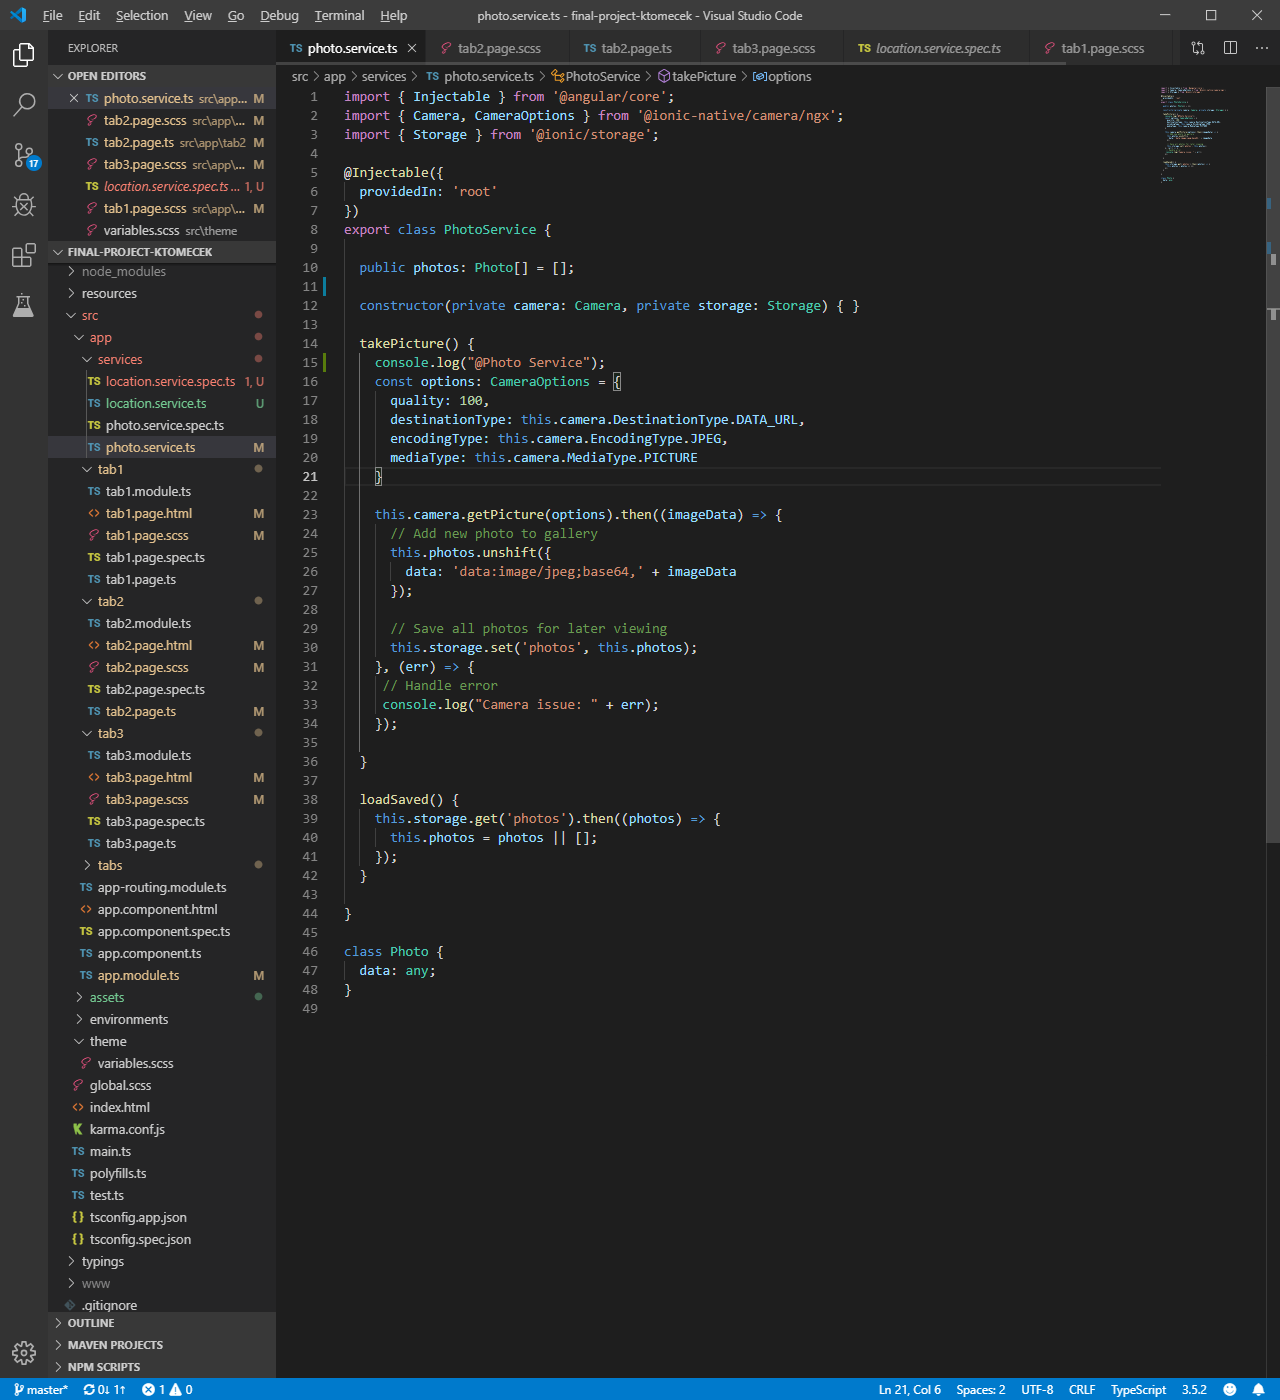 File Edit Selection View Go Debug Terminal Help photo.service.ts - final-project-ktomecek - Visual Studio Code
EXPLORER
OPEN EDITORS
TS photo.service.ts src\app... M
tab2.page.scss src\app\... M
TS tab2.page.ts src\app\tab2 M
tab3.page.scss src\app\... M
TS location.service.spec.ts ... 1, U
tab1.page.scss src\app\... M
variables.scss src\theme
17
FINAL-PROJECT-KTOMECEK
node_modules
resources
src
app
services
TS location.service.spec.ts 1, U
TS location.service.ts U
TS photo.service.spec.ts
TS photo.service.ts M
tab1
TS tab1.module.ts
<> tab1.page.html M
tab1.page.scss M
TS tab1.page.spec.ts
TS tab1.page.ts
tab2
TS tab2.module.ts
<> tab2.page.html M
tab2.page.scss M
TS tab2.page.spec.ts
TS tab2.page.ts M
tab3
TS tab3.module.ts
<> tab3.page.html M
tab3.page.scss M
TS tab3.page.spec.ts
TS tab3.page.ts
tabs
TS app-routing.module.ts
<> app.component.html
TS app.component.spec.ts
TS app.component.ts
TS app.module.ts M
assets
environments
theme
variables.scss
global.scss
<> index.html
karma.conf.js
TS main.ts
TS polyfills.ts
TS test.ts
{} tsconfig.app.json
{} tsconfig.spec.json
typings
www
.gitignore
OUTLINE
MAVEN PROJECTS
NPM SCRIPTS
TS photo.service.ts tab2.page.scss TS tab2.page.ts tab3.page.scss TS location.service.spec.ts tab1.page.scss
src > app > services > TS photo.service.ts > PhotoService > takePicture > options
1 import { Injectable } from '@angular/core';
2 import { Camera, CameraOptions } from '@ionic-native/camera/ngx';
3 import { Storage } from '@ionic/storage';
4
5 @Injectable({
6 providedIn: 'root'
7 })
8 export class PhotoService {
9
10 public photos: Photo[] = [];
11
12 constructor(private camera: Camera, private storage: Storage) { }
13
14 takePicture() {
15 console.log("@Photo Service");
16 const options: CameraOptions = {
17 quality: 100,
18 destinationType: this.camera.DestinationType.DATA_URL,
19 encodingType: this.camera.EncodingType.JPEG,
20 mediaType: this.camera.MediaType.PICTURE
21 }
22
23 this.camera.getPicture(options).then((imageData) => {
24 // Add new photo to gallery
25 this.photos.unshift({
26 data: 'data:image/jpeg;base64,' + imageData
27 });
28
29 // Save all photos for later viewing
30 this.storage.set('photos', this.photos);
31 }, (err) => {
32 // Handle error
33 console.log("Camera issue: " + err);
34 });
35
36 }
37
38 loadSaved() {
39 this.storage.get('photos').then((photos) => {
40 this.photos = photos || [];
41 });
42 }
43
44 }
45
46 class Photo {
47 data: any;
48 }
49
master* 0↓ 1↑ 1 0 Ln 21, Col 6 Spaces: 2 UTF-8 CRLF TypeScript 3.5.2